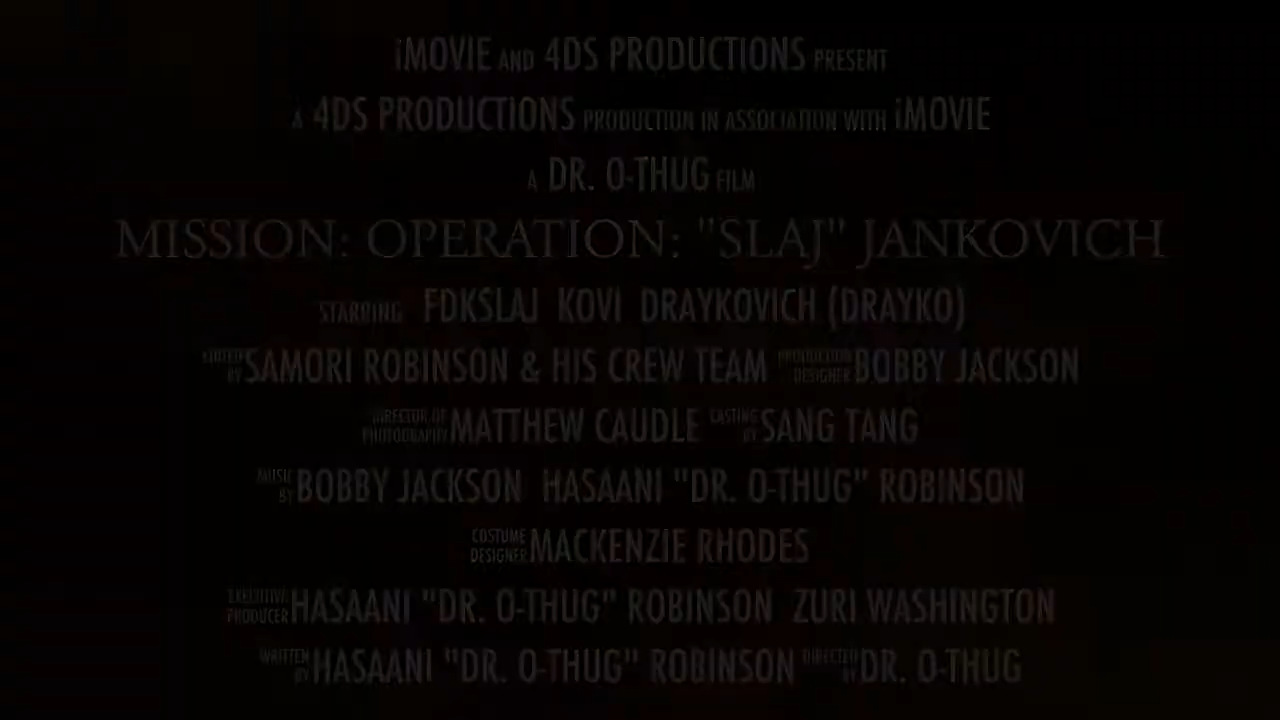 iMOVIE AND 4DS PRODUCTIONS PRESENT
A 4DS PRODUCTIONS PRODUCTION IN ASSOCIATION WITH iMOVIE
A DR. O-THUG FILM
MISSION: OPERATION: "SLAJ" JANKOVICH
STARRING FDKSLAJ KOVI DRAYKOVICH (DRAYKO)
EDITED BY SAMORI ROBINSON & HIS CREW TEAM PRODUCTION DESIGNER BOBBY JACKSON
DIRECTOR OF PHOTOGRAPHY MATTHEW CAUDLE CASTING BY SANG TANG
MUSIC BY BOBBY JACKSON HASAANI "DR. O-THUG" ROBINSON
COSTUME DESIGNER MACKENZIE RHODES
EXECUTIVE PRODUCER HASAANI "DR. O-THUG" ROBINSON ZURI WASHINGTON
WRITTEN BY HASAANI "DR. O-THUG" ROBINSON DIRECTED BY DR. O-THUG